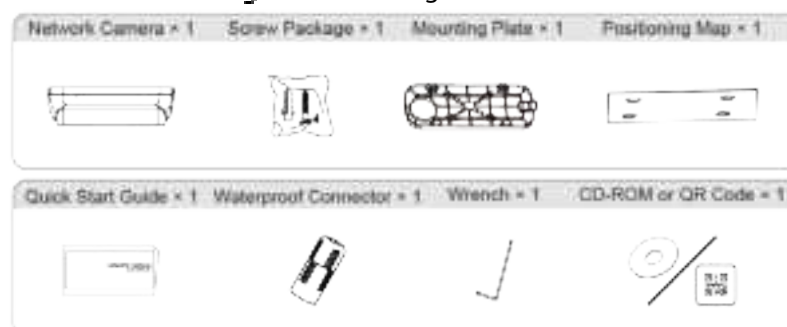 Network Camera × 1 Screw Package × 1 Mounting Plate × 1 Positioning Map × 1
Quick Start Guide × 1 Waterproof Connector × 1 Wrench × 1 CD-ROM or QR Code × 1